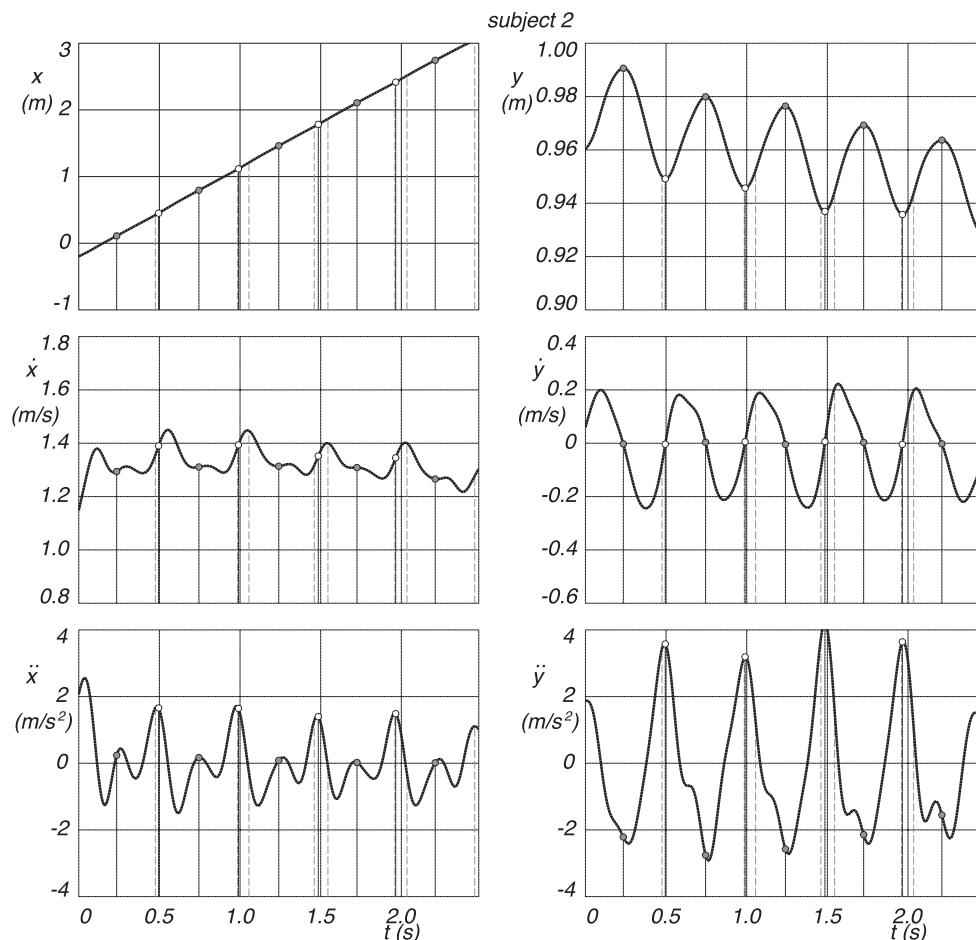 subject 2
3
x
(m)
2
1
0
-1
1.00
y
0.98
(m)
0.96
0.94
0.92
0.90
1.8
ẋ
1.6
(m/s)
1.4
1.2
1.0
0.8
0.4
ẏ
0.2
(m/s)
0
-0.2
-0.4
-0.6
4
ẍ
2
(m/s²)
0
-2
-4
0 0.5 1.0 1.5 2.0
t (s)
4
ÿ
2
(m/s²)
0
-2
-4
0 0.5 1.0 1.5 2.0
t (s)